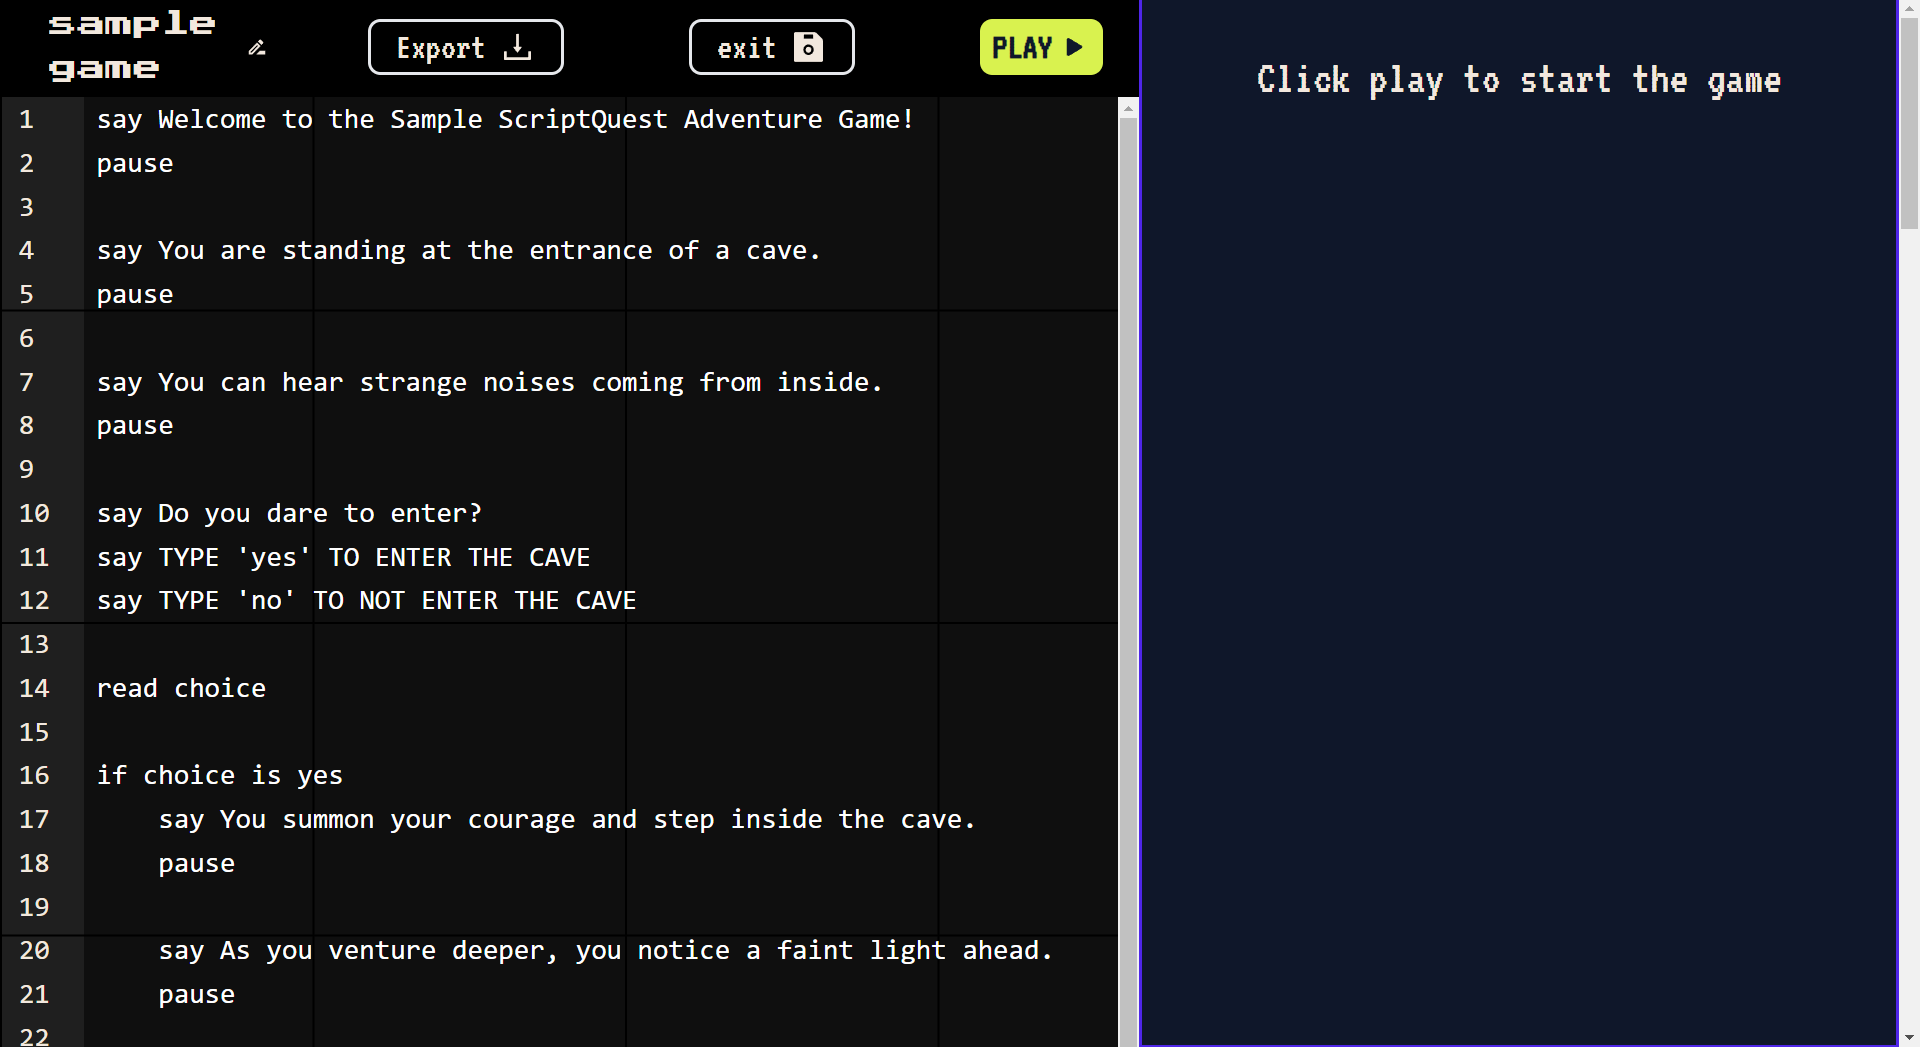 sample
game
Export
exit
PLAY
1 say Welcome to the Sample ScriptQuest Adventure Game!
2 pause
3
4 say You are standing at the entrance of a cave.
5 pause
6
7 say You can hear strange noises coming from inside.
8 pause
9
10 say Do you dare to enter?
11 say TYPE 'yes' TO ENTER THE CAVE
12 say TYPE 'no' TO NOT ENTER THE CAVE
13
14 read choice
15
16 if choice is yes
17     say You summon your courage and step inside the cave.
18     pause
19
20     say As you venture deeper, you notice a faint light ahead.
21     pause
22
Click play to start the game